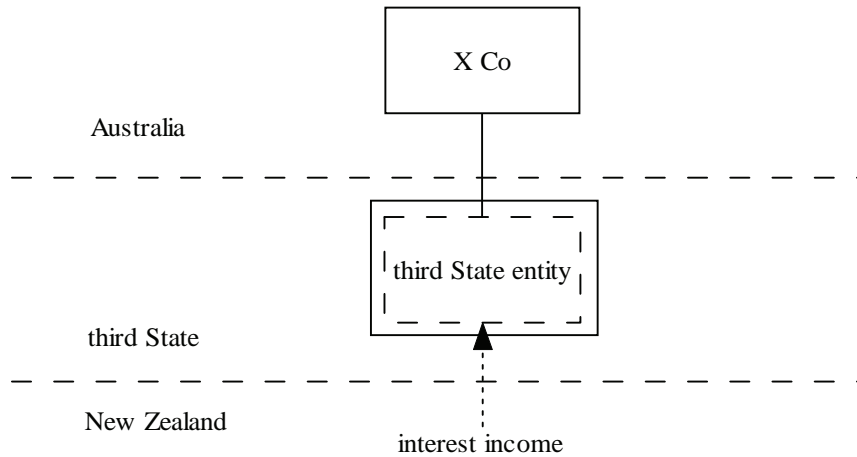 X Co
Australia
third State entity
third State
New Zealand
interest income